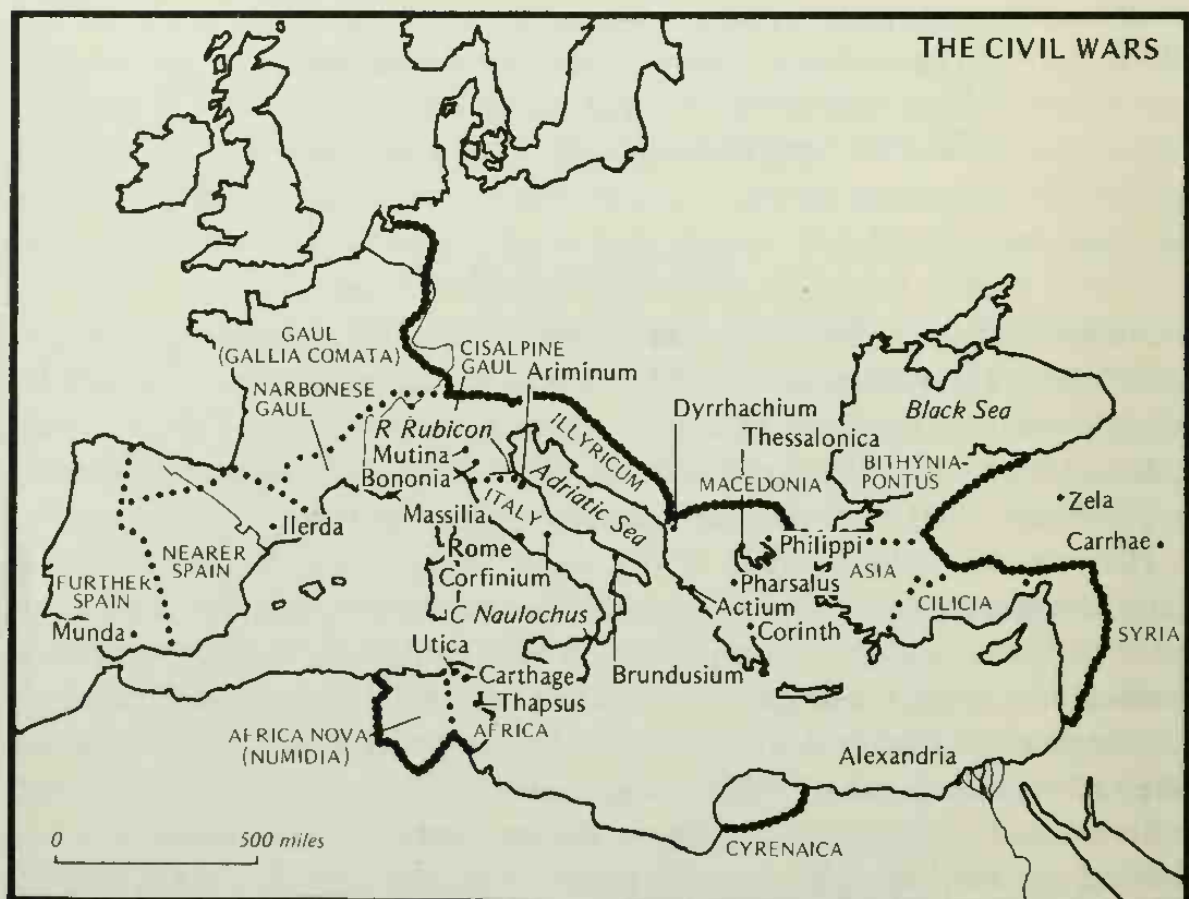 THE CIVIL WARS
GAUL
(GALLIA COMATA)
CISALPINE
GAUL
Ariminum
NARBONESE
GAUL
R Rubicon
Mutina
Bononia
ITALY
ILLYRICUM
Adriatic Sea
Dyrrhachium
Thessalonica
MACEDONIA
Black Sea
BITHYNIA-
PONTUS
Zela
Carrhae
Ilerda
Massilia
Rome
Corfinium
NEARER
SPAIN
FURTHER
SPAIN
Munda
C Naulochus
Philippi
ASIA
Pharsalus
Actium
CILICIA
Corinth
SYRIA
Utica
Carthage
Thapsus
Brundusium
AFRICA NOVA
(NUMIDIA)
AFRICA
Alexandria
CYRENAICA
0 500 miles